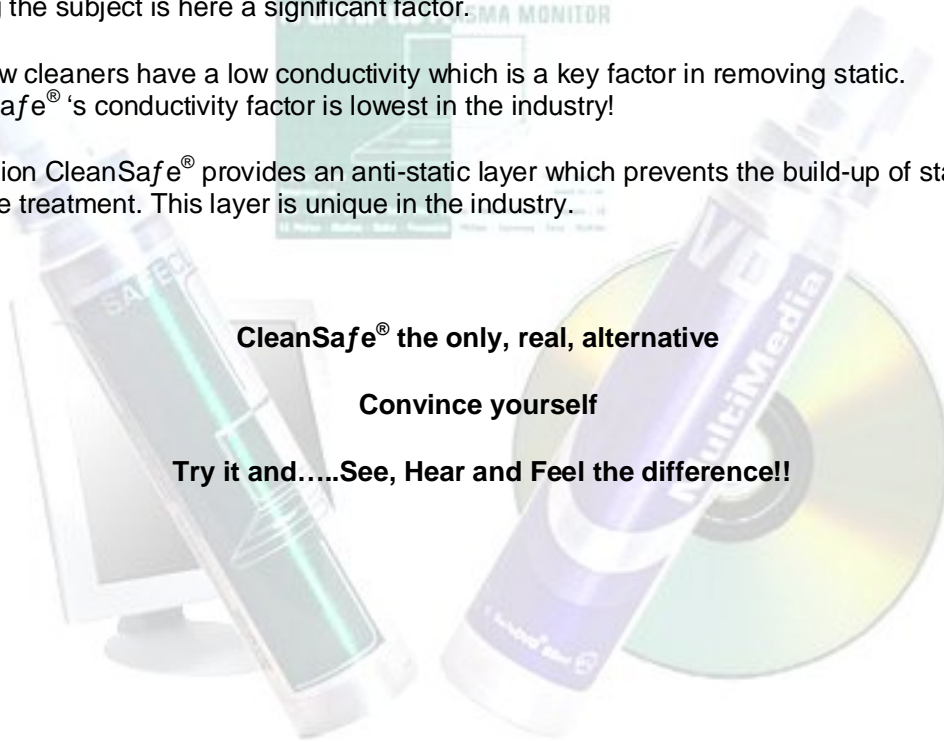 the subject is here a significant factor.
PLASMA MONITOR
cleaners have a low conductivity which is a key factor in removing static.
afe® ‘s conductivity factor is lowest in the industry!
CleanSafe® provides an anti-static layer which prevents the build-up of
treatment. This layer is unique in the industry.
CleanSafe® the only, real, alternative
Convince yourself
Try it and…..See, Hear and Feel the difference!!
MultiMedia